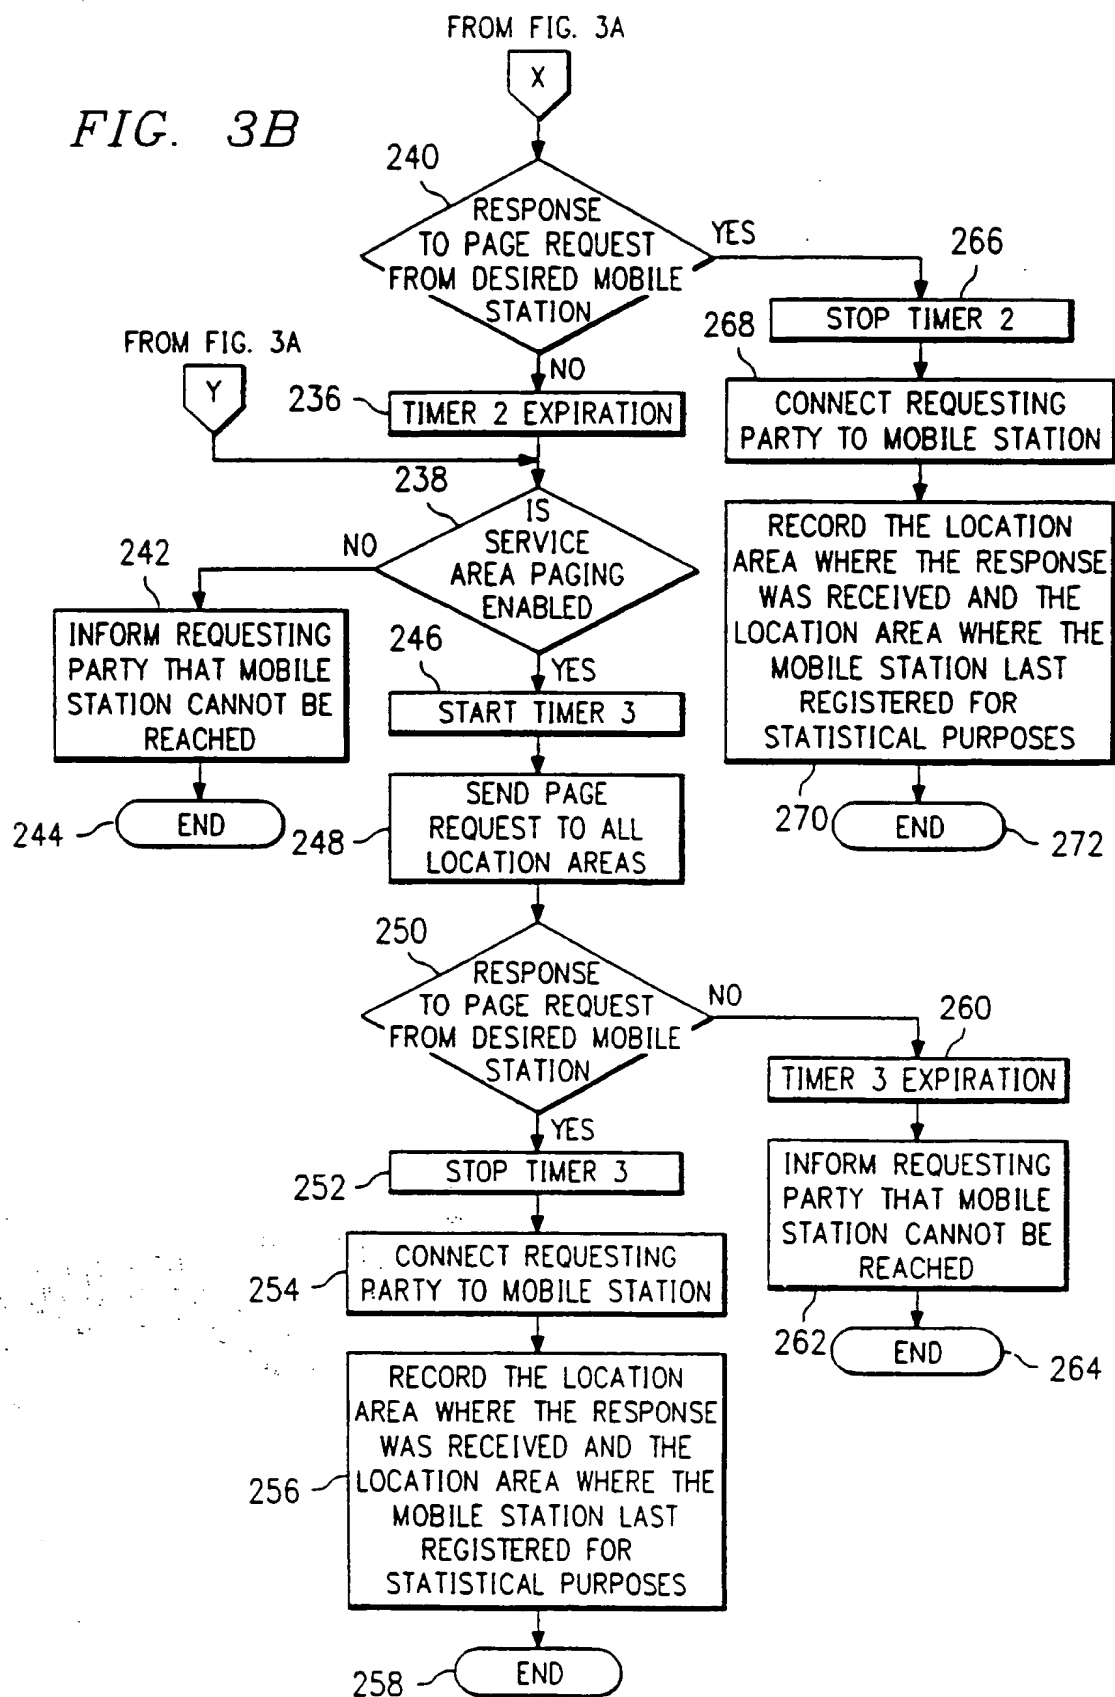 FROM FIG. 3A
X
FIG. 3B
240
RESPONSE
TO PAGE REQUEST
FROM DESIRED MOBILE
STATION
YES
266
STOP TIMER 2
268
CONNECT REQUESTING
PARTY TO MOBILE STATION
RECORD THE LOCATION
AREA WHERE THE RESPONSE
WAS RECEIVED AND THE
LOCATION AREA WHERE THE
MOBILE STATION LAST
REGISTERED FOR
STATISTICAL PURPOSES
270
END
272
NO
FROM FIG. 3A
Y
236
TIMER 2 EXPIRATION
238
IS
SERVICE
AREA PAGING
ENABLED
NO
242
INFORM REQUESTING
PARTY THAT MOBILE
STATION CANNOT BE
REACHED
244
END
YES
246
START TIMER 3
248
SEND PAGE
REQUEST TO ALL
LOCATION AREAS
250
RESPONSE
TO PAGE REQUEST
FROM DESIRED MOBILE
STATION
NO
260
TIMER 3 EXPIRATION
INFORM REQUESTING
PARTY THAT MOBILE
STATION CANNOT BE
REACHED
262
END
264
YES
252
STOP TIMER 3
254
CONNECT REQUESTING
PARTY TO MOBILE STATION
256
RECORD THE LOCATION
AREA WHERE THE RESPONSE
WAS RECEIVED AND THE
LOCATION AREA WHERE THE
MOBILE STATION LAST
REGISTERED FOR
STATISTICAL PURPOSES
258
END